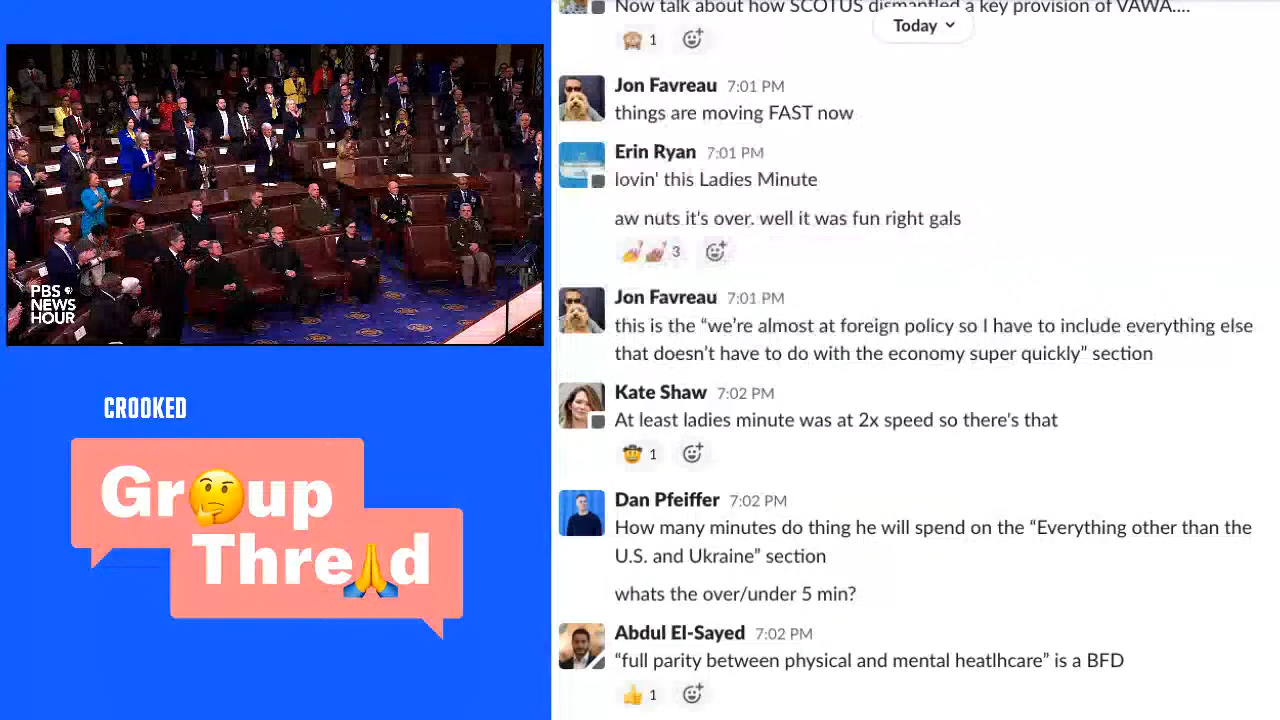 PBS
NEWS
HOUR
CROOKED
Gr🤔up
Thre🙏d
Now talk about how SCOTUS dismantled a key provision of VAWA....
Today
1
Jon Favreau 7:01 PM
things are moving FAST now
Erin Ryan 7:01 PM
lovin' this Ladies Minute
aw nuts it's over. well it was fun right gals
3
Jon Favreau 7:01 PM
this is the “we’re almost at foreign policy so I have to include everything else
that doesn’t have to do with the economy super quickly” section
Kate Shaw 7:02 PM
At least ladies minute was at 2x speed so there's that
1
Dan Pfeiffer 7:02 PM
How many minutes do thing he will spend on the “Everything other than the
U.S. and Ukraine” section
whats the over/under 5 min?
Abdul El-Sayed 7:02 PM
“full parity between physical and mental heatlhcare” is a BFD
1